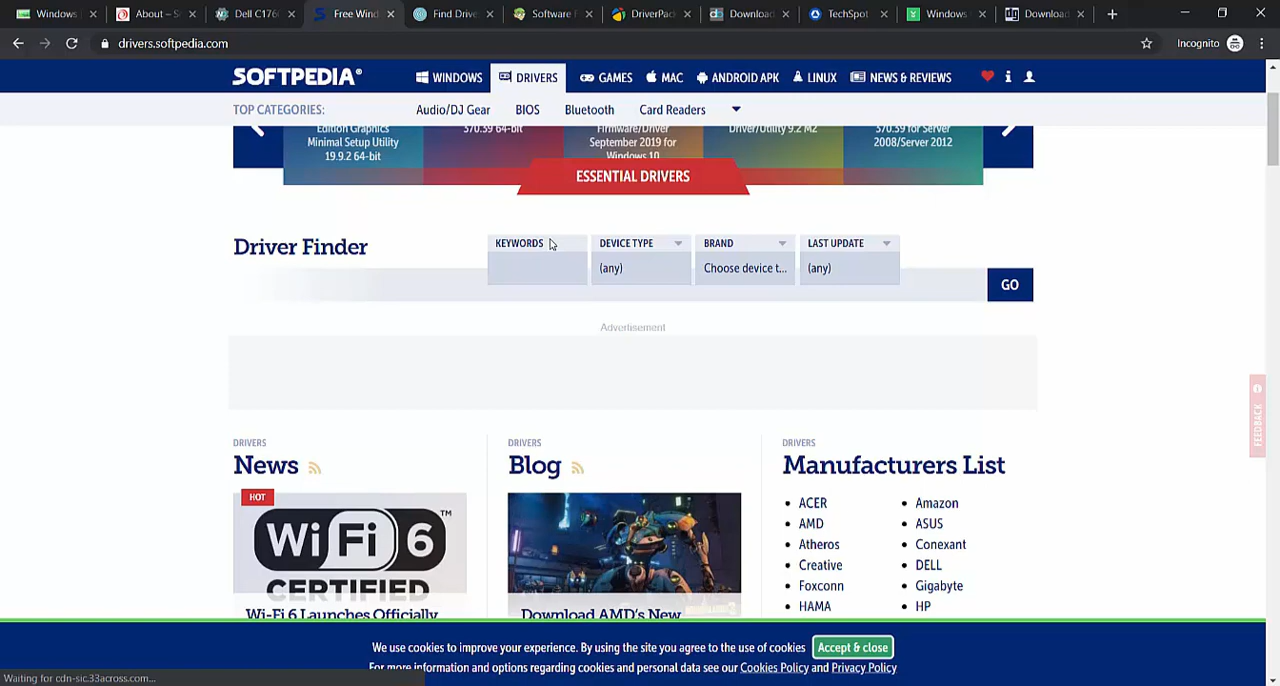 Windows
About – S
Dell C176
Free Wind
Find Drive
Software F
DriverPac
Download
TechSpot
Windows
Download
drivers.softpedia.com
Incognito
SOFTPEDIA®
WINDOWS
DRIVERS
GAMES
MAC
ANDROID APK
LINUX
NEWS & REVIEWS
TOP CATEGORIES:
Audio/DJ Gear
BIOS
Bluetooth
Card Readers
Edition Graphics
Minimal Setup Utility
19.9.2 64-bit
370.39 64-bit
Firmware/Driver
September 2019 for
Windows 10
Driver/Utility 9.2 M2
370.39 for Server
2008/Server 2012
ESSENTIAL DRIVERS
Driver Finder
KEYWORDS
DEVICE TYPE
(any)
BRAND
Choose device t...
LAST UPDATE
(any)
GO
Advertisement
DRIVERS
News
HOT
Wi Fi 6 ™
CERTIFIED
Wi-Fi 6 Launches Officially
DRIVERS
Blog
Download AMD's New
DRIVERS
Manufacturers List
ACER
AMD
Atheros
Creative
Foxconn
HAMA
Amazon
ASUS
Conexant
DELL
Gigabyte
HP
FEEDBACK
We use cookies to improve your experience. By using the site you agree to the use of cookies
Accept & close
For more information and options regarding cookies and personal data see our Cookies Policy and Privacy Policy
Waiting for cdn-sic.33across.com...